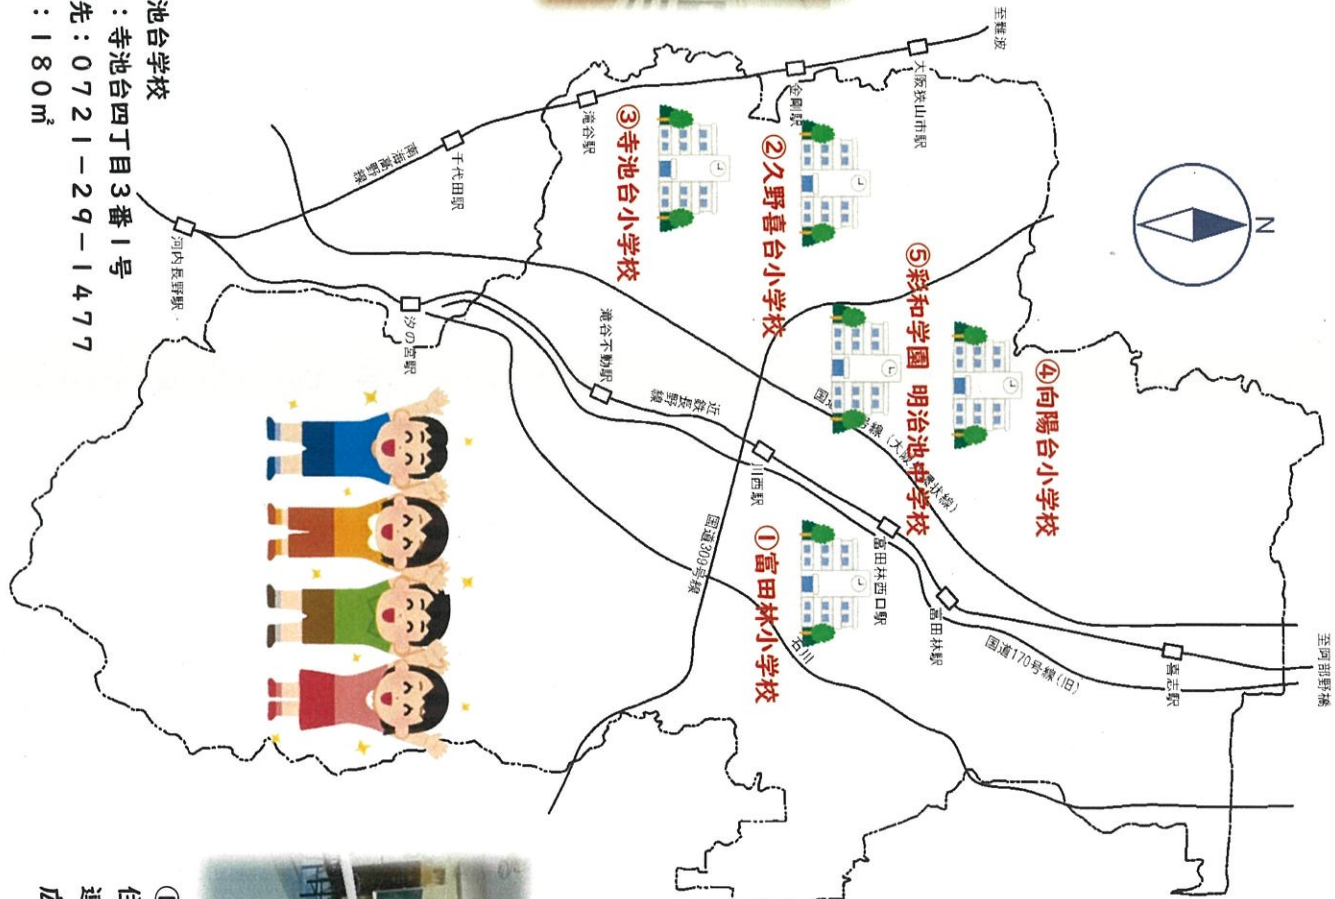 至阿部野橋
喜志駅
国道170号線(旧)
N
④向陽台小学校
富田林駅
⑤彩和学園 明治池中学校
号線(大阪
環状線)
富田林西口駅
至難波
大阪狭山市駅
金剛駅
②久野喜台小学校
①富田林小学校
石川
川西駅
国道309号線
近鉄長野線
滝谷不動駅
③寺池台小学校
滝谷駅
千代田駅
南海高野線
汐の宮駅
河内長野駅
池台学校
:寺池台四丁目3番1号
先:0721-29-1477
:180㎡
①